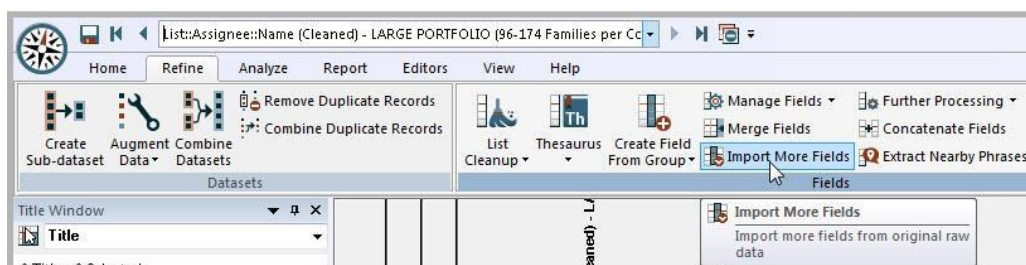 List::Assignee::Name (Cleaned) - LARGE PORTFOLIO (96-174 Families per Cc
Home Refine Analyze Report Editors View Help
Create Sub-dataset
Augment Data
Combine Datasets
Remove Duplicate Records
Combine Duplicate Records
Datasets
List Cleanup
Thesaurus
Th
Create Field From Group
Manage Fields
Merge Fields
Import More Fields
Further Processing
Concatenate Fields
Extract Nearby Phrases
Fields
Title Window
Title
eaned) - LA
Import More Fields
Import more fields from original raw
data